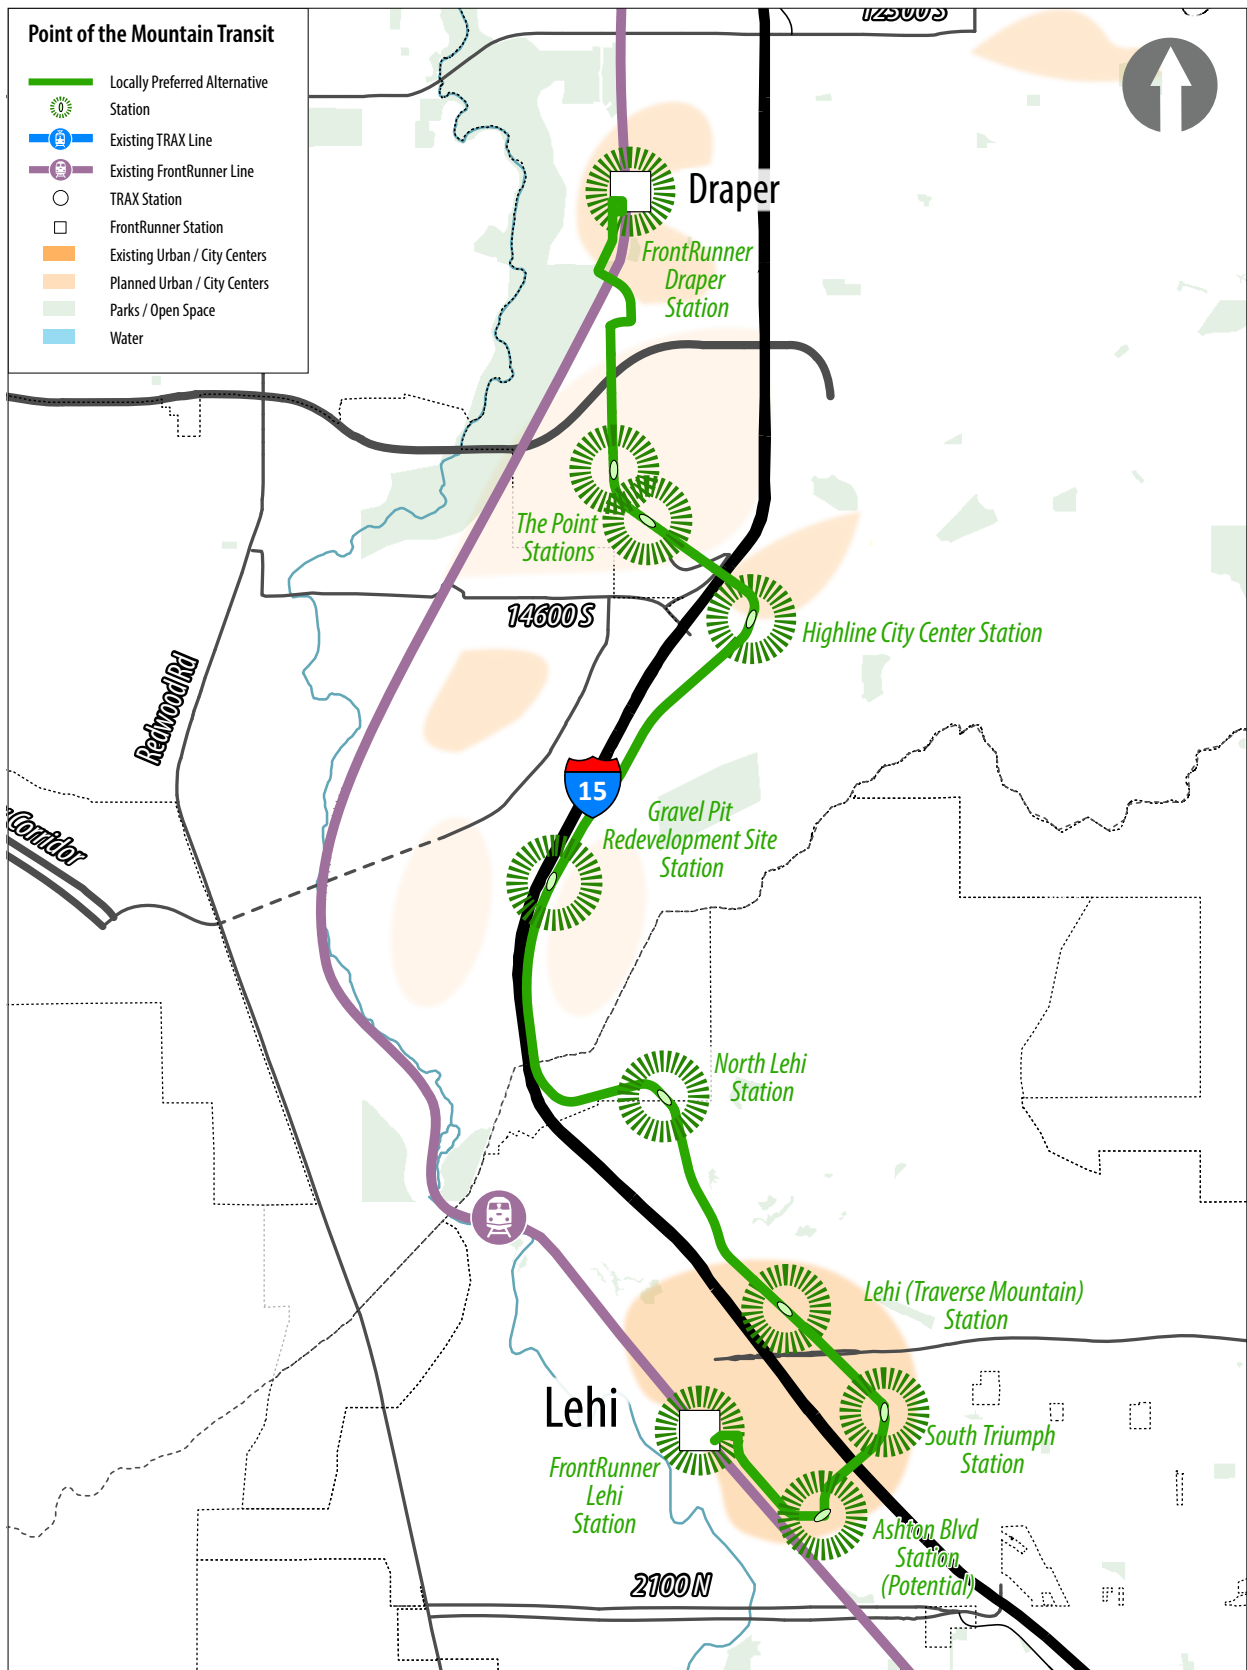 Point of the Mountain Transit
Locally Preferred Alternative
Station
Existing TRAX Line
Existing FrontRunner Line
TRAX Station
FrontRunner Station
Existing Urban / City Centers
Planned Urban / City Centers
Parks / Open Space
Water
12300 S
Draper
FrontRunner
Draper
Station
The Point
Stations
14600 S
Highline City Center Station
Redwood Rd
15
Gravel Pit
Redevelopment Site
Station
Corridor
North Lehi
Station
Lehi (Traverse Mountain)
Station
Lehi
South Triumph
Station
FrontRunner
Lehi
Station
Ashton Blvd
Station
(Potential)
2100 N